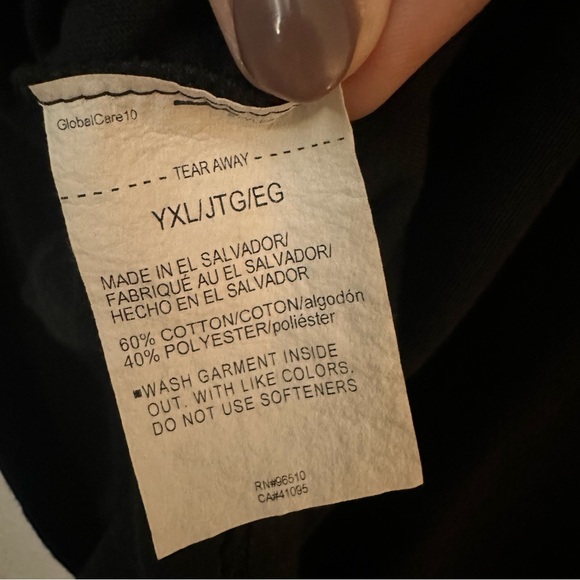 GlobalCare10
TEAR AWAY
YXL/JTG/EG
MADE IN EL SALVADOR/
FABRIQUÉ AU EL SALVADOR/
HECHO EN EL SALVADOR
60% COTTON/COTON/algodón
40% POLYESTER/poliéster
■WASH GARMENT INSIDE
OUT. WITH LIKE COLORS.
DO NOT USE SOFTENERS
RN#96510
CA#41095